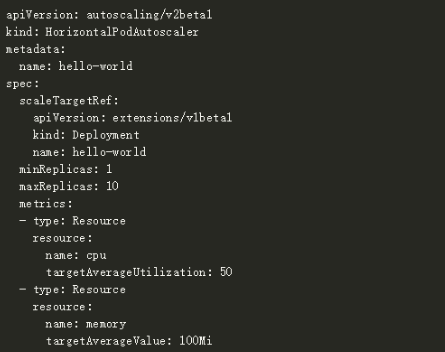 apiVersion: autoscaling/v2beta1
kind: HorizontalPodAutoscaler
metadata:
  name: hello-world
spec:
  scaleTargetRef:
    apiVersion: extensions/v1beta1
    kind: Deployment
    name: hello-world
  minReplicas: 1
  maxReplicas: 10
  metrics:
  - type: Resource
    resource:
      name: cpu
      targetAverageUtilization: 50
  - type: Resource
    resource:
      name: memory
      targetAverageValue: 100Mi